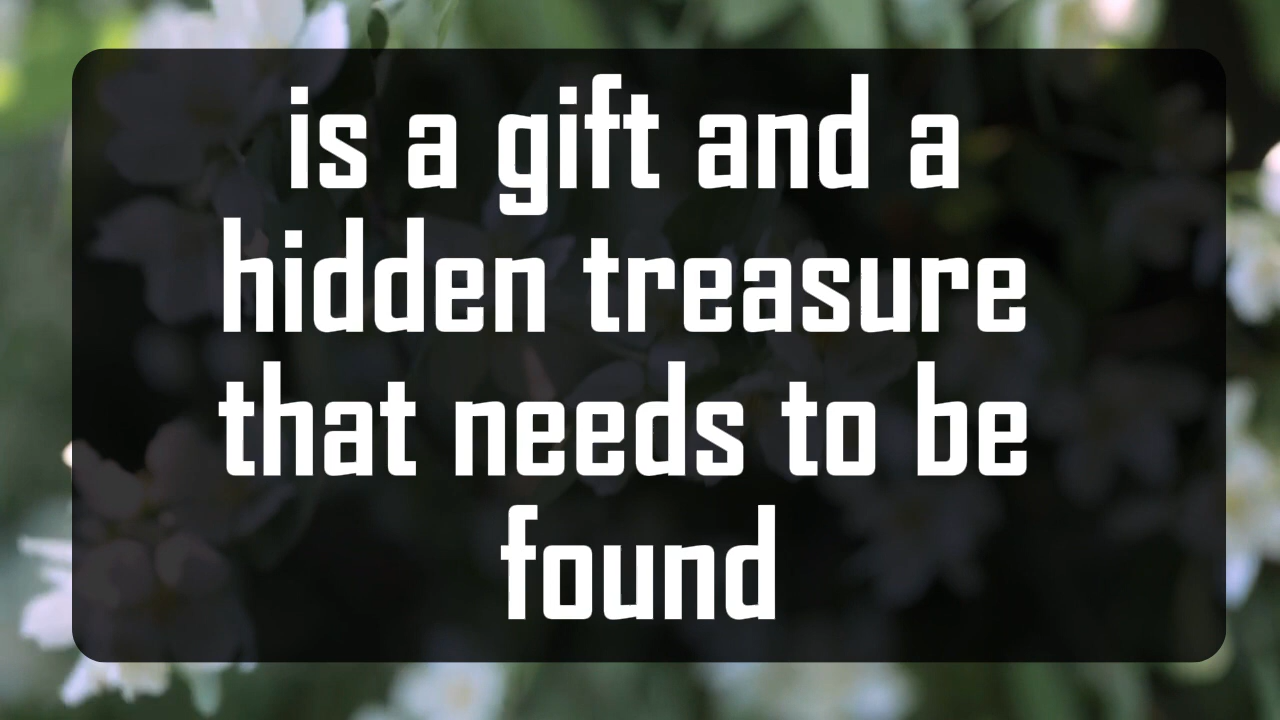 is a gift and a
hidden treasure
that needs to be
found